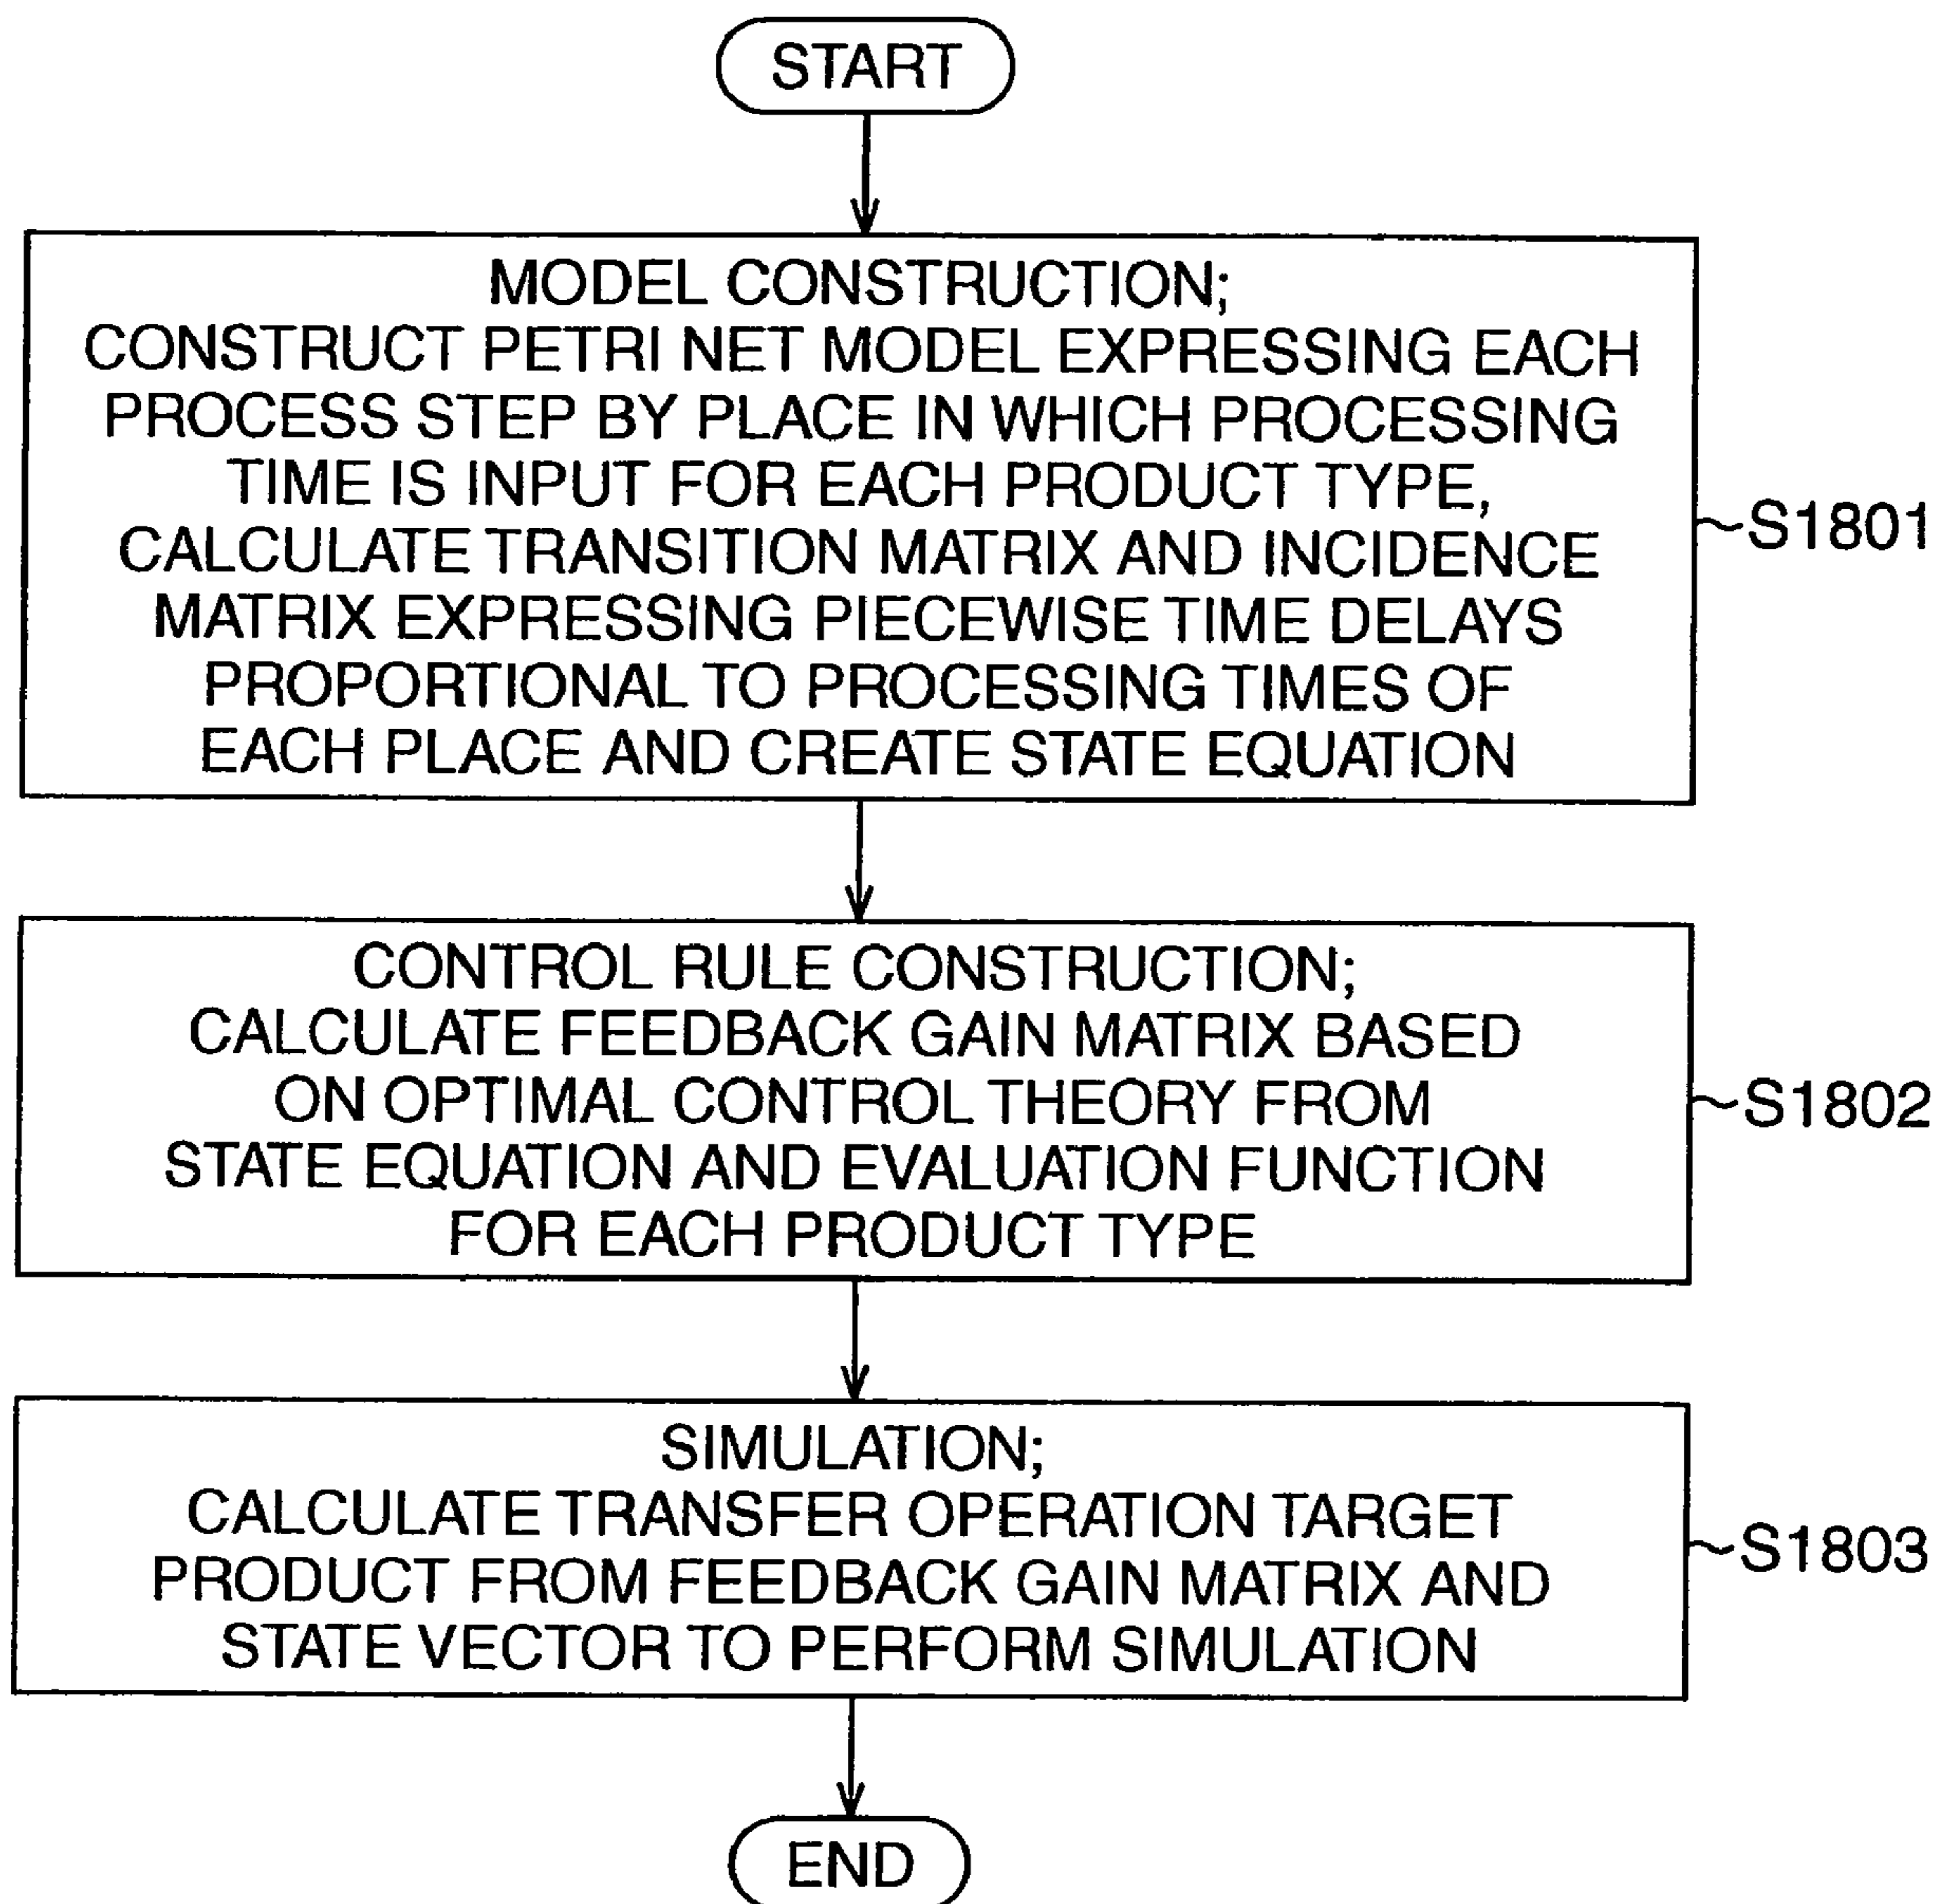 START
MODEL CONSTRUCTION;
CONSTRUCT PETRI NET MODEL EXPRESSING EACH
PROCESS STEP BY PLACE IN WHICH PROCESSING
TIME IS INPUT FOR EACH PRODUCT TYPE,
CALCULATE TRANSITION MATRIX AND INCIDENCE
MATRIX EXPRESSING PIECEWISE TIME DELAYS
PROPORTIONAL TO PROCESSING TIMES OF
EACH PLACE AND CREATE STATE EQUATION
S1801
CONTROL RULE CONSTRUCTION;
CALCULATE FEEDBACK GAIN MATRIX BASED
ON OPTIMAL CONTROL THEORY FROM
STATE EQUATION AND EVALUATION FUNCTION
FOR EACH PRODUCT TYPE
S1802
SIMULATION;
CALCULATE TRANSFER OPERATION TARGET
PRODUCT FROM FEEDBACK GAIN MATRIX AND
STATE VECTOR TO PERFORM SIMULATION
S1803
END